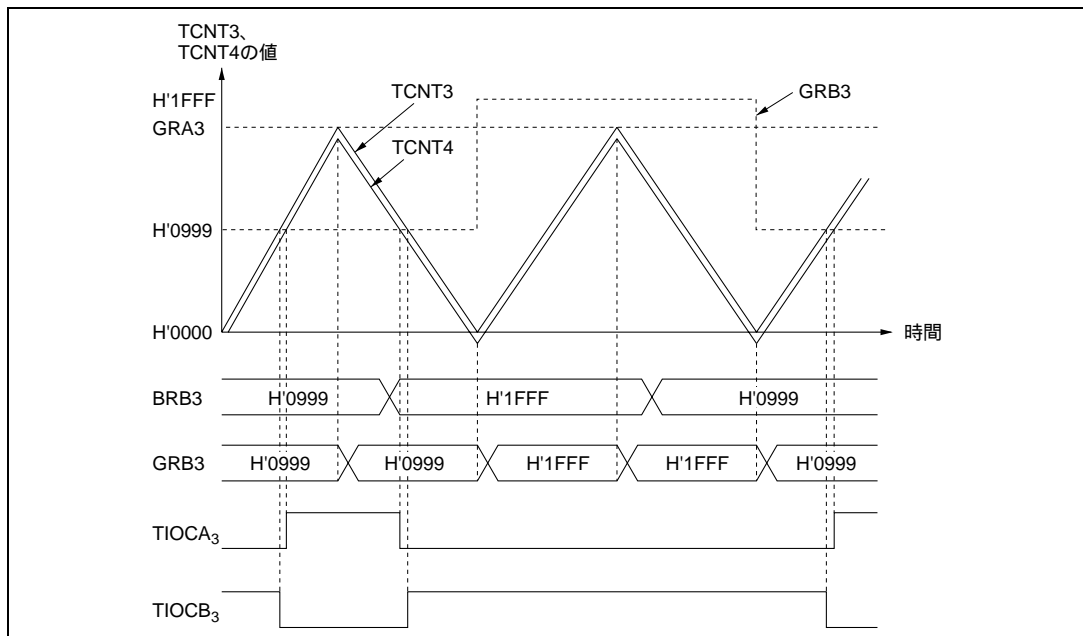 TCNT3、
TCNT4の値
H'1FFF
GRA3
TCNT3
TCNT4
GRB3
H'0999
H'0000
時間
BRB3
H'0999
H'1FFF
H'0999
GRB3
H'0999
H'0999
H'1FFF
H'1FFF
H'0999
TIOCA3
TIOCB3